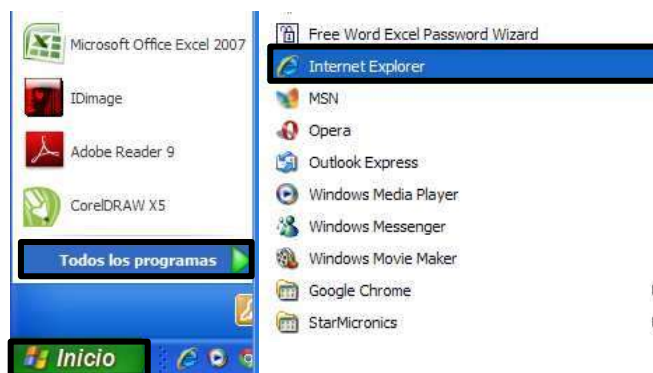 Microsoft Office Excel 2007
IDimage
Adobe Reader 9
CorelDRAW X5
Todos los programas
Inicio
Free Word Excel Password Wizard
Internet Explorer
MSN
Opera
Outlook Express
Windows Media Player
Windows Messenger
Windows Movie Maker
Google Chrome
StarMicronics